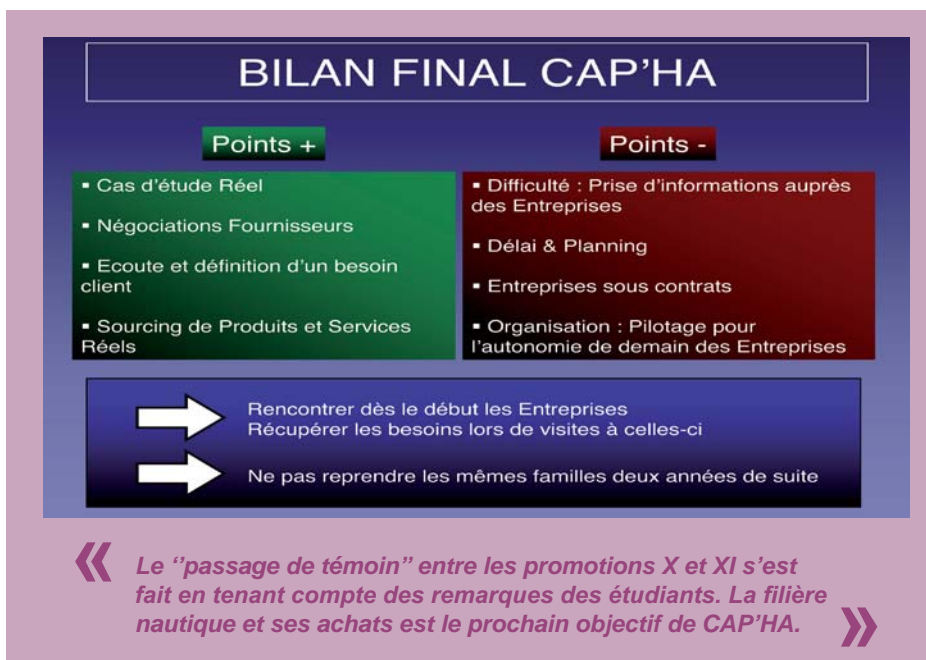 BILAN FINAL CAP'HA
Points +
▪ Cas d'étude Réel
▪ Négociations Fournisseurs
▪ Ecoute et définition d'un besoin
client
▪ Sourcing de Produits et Services
Réels
Points -
▪ Difficulté : Prise d'informations auprès
des Entreprises
▪ Délai & Planning
▪ Entreprises sous contrats
▪ Organisation : Pilotage pour
l'autonomie de demain des Entreprises
Rencontrer dès le début les Entreprises
Récupérer les besoins lors de visites à celles-ci
Ne pas reprendre les mêmes familles deux années de suite
« Le ‘’passage de témoin’’ entre les promotions X et XI s’est
fait en tenant compte des remarques des étudiants. La filière
nautique et ses achats est le prochain objectif de CAP’HA. »